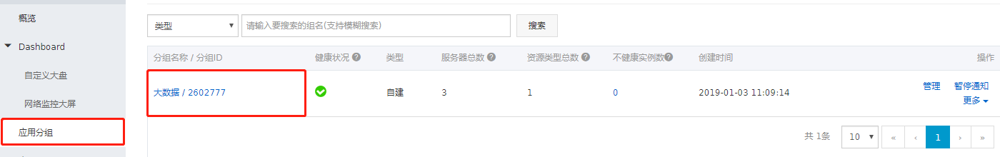 概览
Dashboard
自定义大盘
网络监控大屏
应用分组
类型 请输入要搜索的组名(支持模糊搜索) 搜索
分组名称 / 分组ID 健康状况 ? 类型 服务器总数 ? 资源类型总数 ? 不健康实例数 ? 创建时间 操作
大数据 / 2602777 自建 3 1 0 2019-01-03 11:09:14 管理 暂停通知
更多
共 1条 10 « ‹ 1 › »